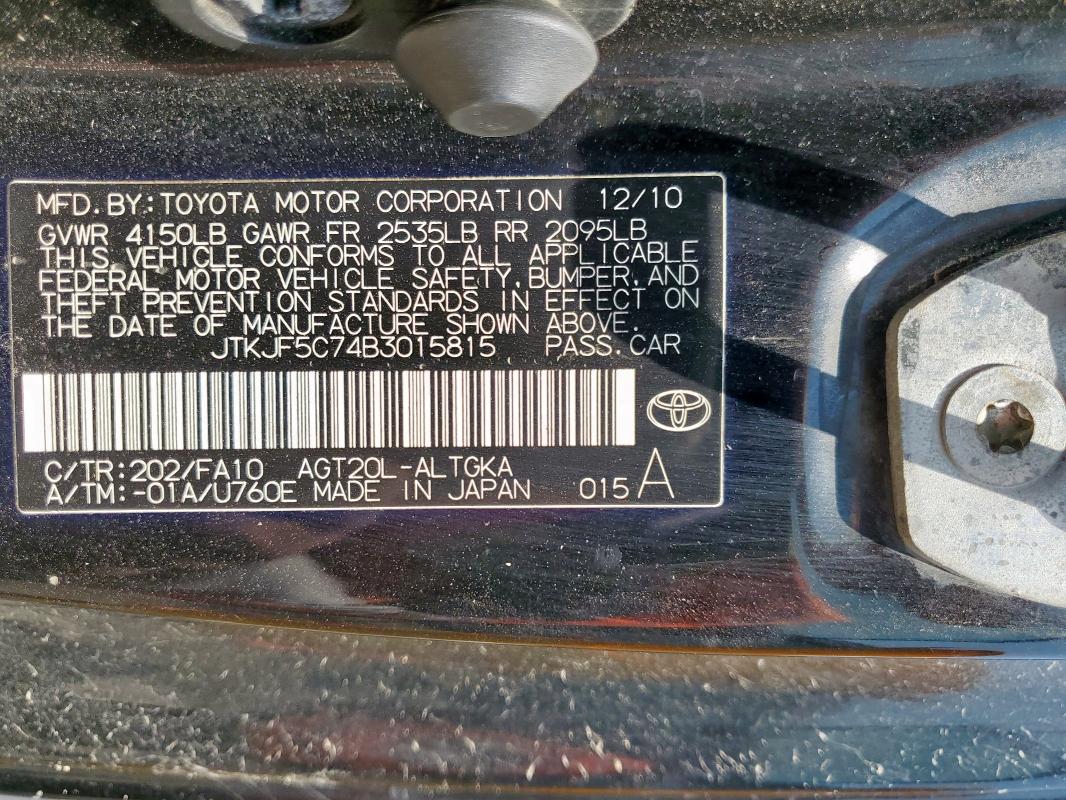 MFD. BY: TOYOTA MOTOR CORPORATION 12/10
GVWR 4150LB GAWR FR 2535LB RR 2095LB
THIS VEHICLE CONFORMS TO ALL APPLICABLE
FEDERAL MOTOR VEHICLE SAFETY, BUMPER, AND
THEFT PREVENTION STANDARDS IN EFFECT ON
THE DATE OF MANUFACTURE SHOWN ABOVE.
JTKJF5C74B3015815 PASS. CAR
C/TR: 202/FA10 AGT20L-ALTGKA
A/TM: -01A/U760E MADE IN JAPAN 015 A